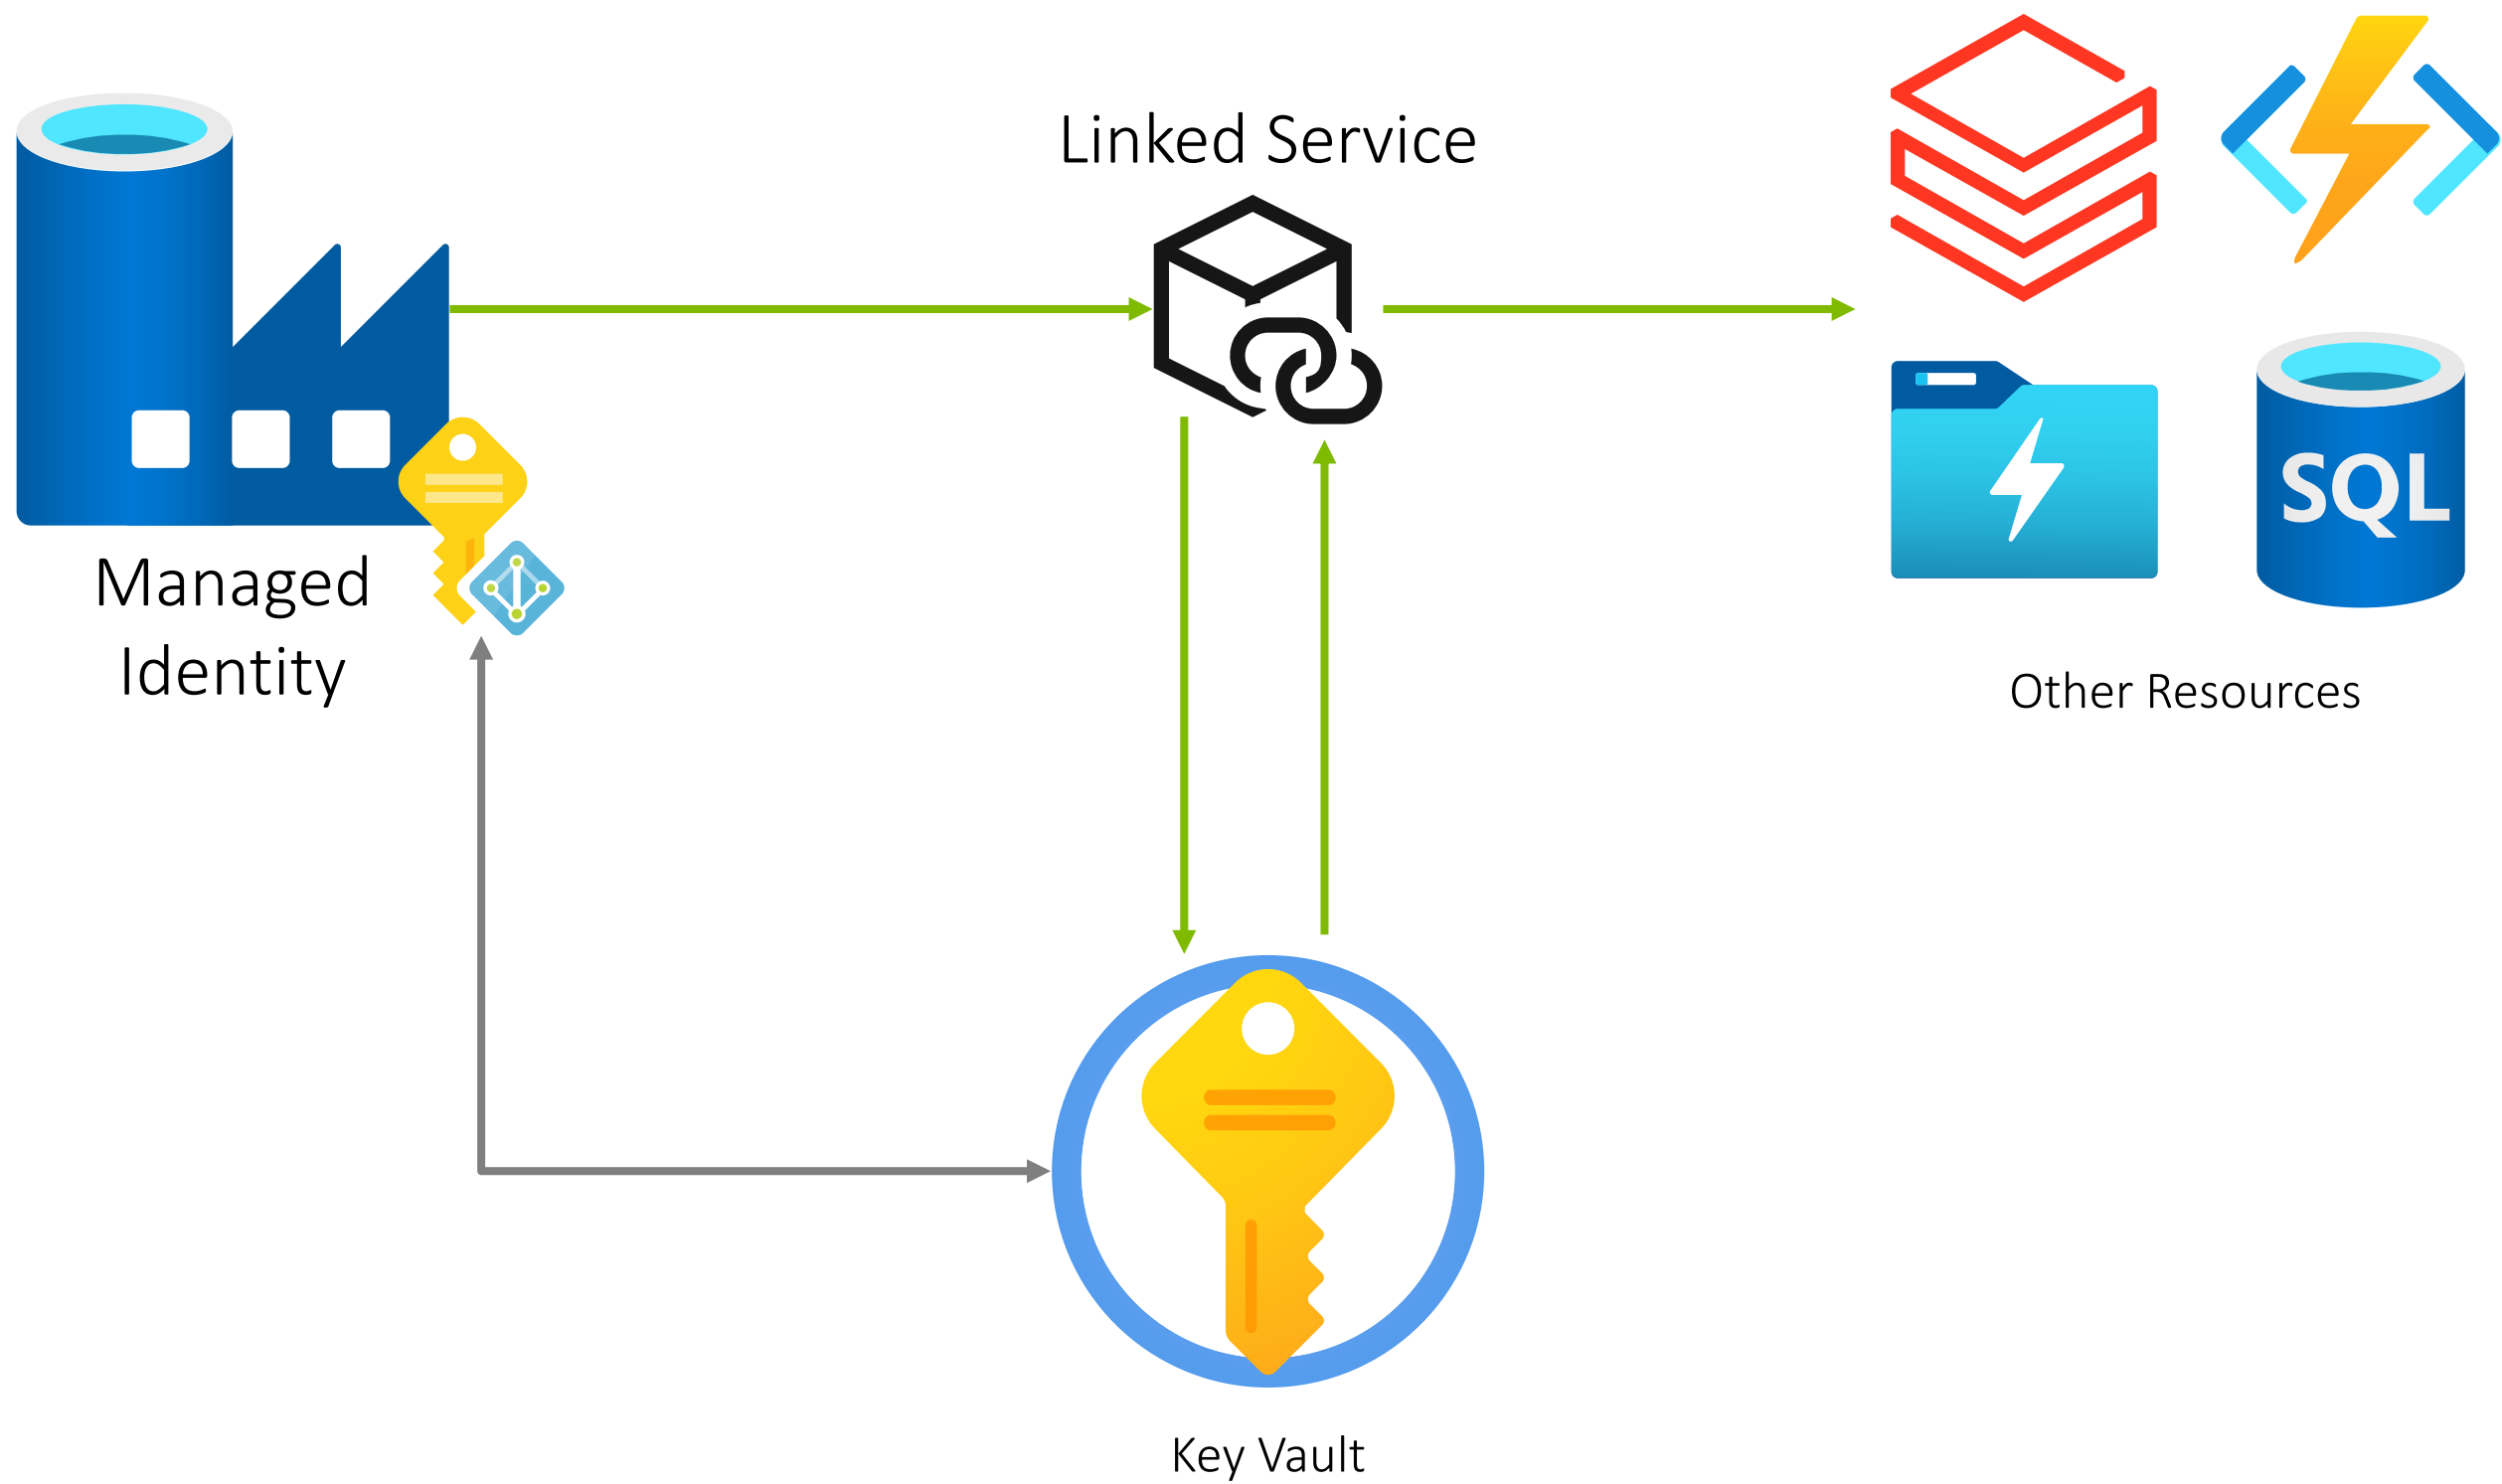 Linked Service
SQL
Managed
Identity
Other Resources
Key Vault